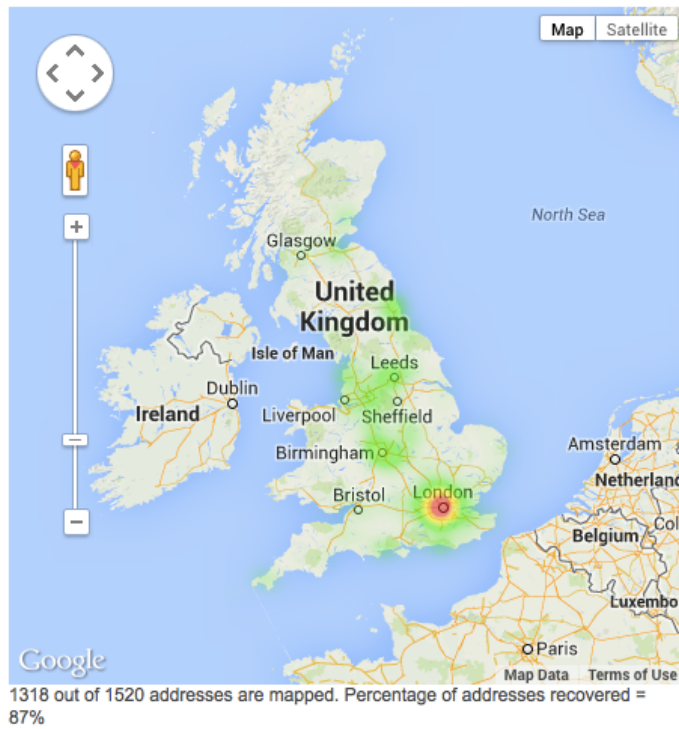 Map Satellite
North Sea
Glasgow
United
Kingdom
Isle of Man
Leeds
Dublin
Ireland
Liverpool Sheffield
Amsterdam
Birmingham
Netherland
Bristol London
Col
Belgium
Luxembo
Paris
Google
Map Data Terms of Use
1318 out of 1520 addresses are mapped. Percentage of addresses recovered =
87%